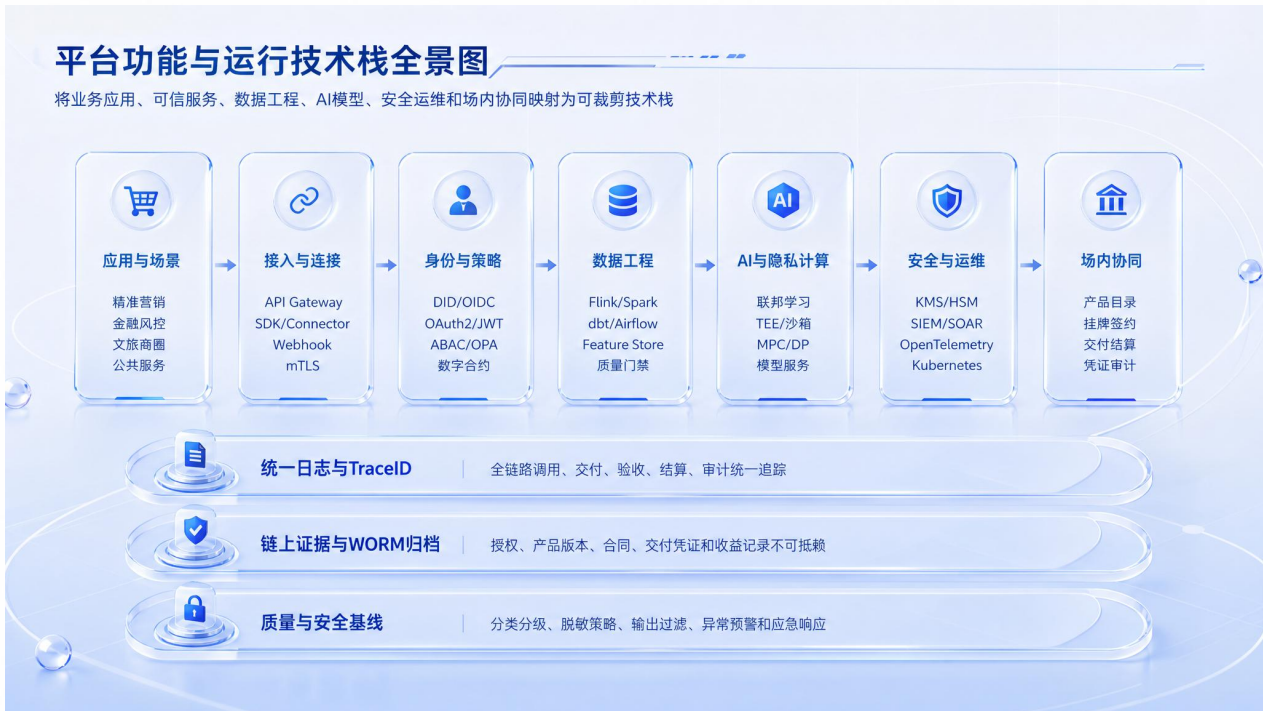 平台功能与运行技术栈全景图
将业务应用、可信服务、数据工程、AI模型、安全运维和场内协同映射为可裁剪技术栈
应用与场景
精准营销
金融风控
文旅商圈
公共服务
接入与连接
API Gateway
SDK/Connector
Webhook
mTLS
身份与策略
DID/OIDC
OAuth2/JWT
ABAC/OPA
数字合约
数据工程
Flink/Spark
dbt/Airflow
Feature Store
质量门禁
AI
AI与隐私计算
联邦学习
TEE/沙箱
MPC/DP
模型服务
安全与运维
KMS/HSM
SIEM/SOAR
OpenTelemetry
Kubernetes
场内协同
产品目录
挂牌签约
交付结算
凭证审计
统一日志与TraceID
全链路调用、交付、验收、结算、审计统一追踪
链上证据与WORM归档
授权、产品版本、合同、交付凭证和收益记录不可抵赖
质量与安全基线
分类分级、脱敏策略、输出过滤、异常预警和应急响应